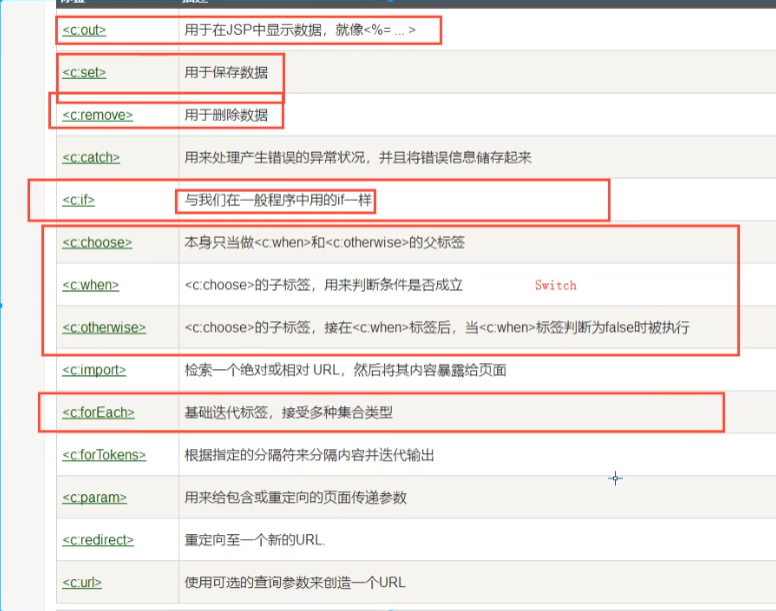 <c:out> 用于在JSP中显示数据，就像<%= ... >
<c:set> 用于保存数据
<c:remove> 用于删除数据
<c:catch> 用来处理产生错误的异常状况，并且将错误信息储存起来
<c:if> 与我们在一般程序中用的if一样
<c:choose> 本身只当做<c:when>和<c:otherwise>的父标签
<c:when> <c:choose>的子标签，用来判断条件是否成立 Switch
<c:otherwise> <c:choose>的子标签，接在<c:when>标签后，当<c:when>标签判断为false时被执行
<c:import> 检索一个绝对或相对 URL，然后将其内容暴露给页面
<c:forEach> 基础迭代标签，接受多种集合类型
<c:forTokens> 根据指定的分隔符来分隔内容并迭代输出
<c:param> 用来给包含或重定向的页面传递参数
<c:redirect> 重定向至一个新的URL.
<c:url> 使用可选的查询参数来创造一个URL